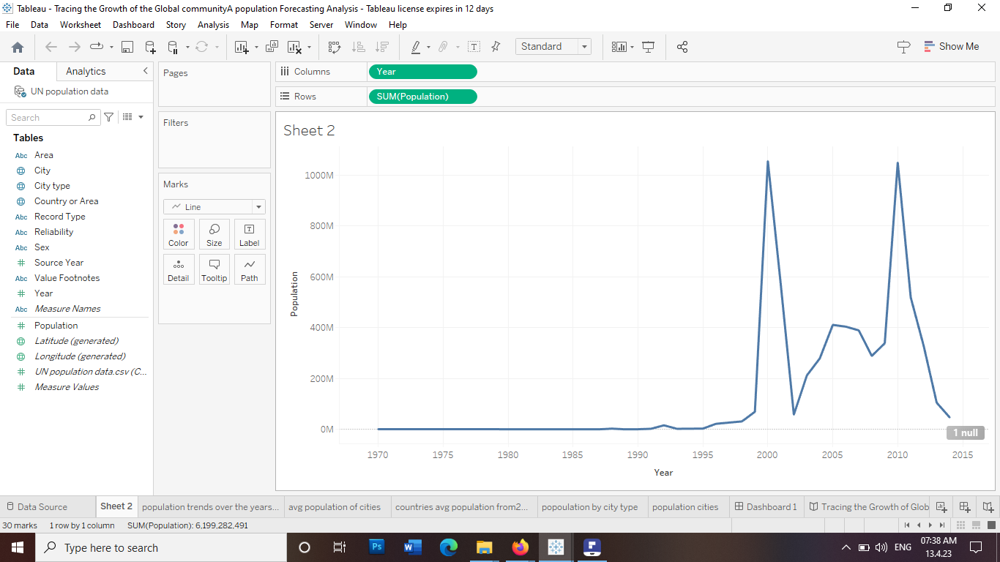 Tableau - Tracing the Growth of the Global communityA population Forecasting Analysis - Tableau license expires in 12 days
File Data Worksheet Dashboard Story Analysis Map Format Server Window Help
Standard
Show Me
Data Analytics
UN population data
Search
Tables
Abc Area
City
City type
Country or Area
Abc Record Type
Abc Reliability
Abc Sex
Source Year
Abc Value Footnotes
Year
Abc Measure Names
Population
Latitude (generated)
Longitude (generated)
UN population data.csv (C...
Measure Values
Pages
Filters
Marks
Line
Color Size Label
Detail Tooltip Path
Columns Year
Rows SUM(Population)
Sheet 2
Population
1000M
800M
600M
400M
200M
0M
1 null
1970 1975 1980 1985 1990 1995 2000 2005 2010 2015
Year
Data Source Sheet 2 population trends over the years... avg population of cities countries avg population from2... popoulation by city type population cities Dashboard 1 Tracing the Growth of Glob
30 marks 1 row by 1 column SUM(Population): 6,199,282,491
Type here to search
Ps
W
ENG
07:38 AM
13.4.23